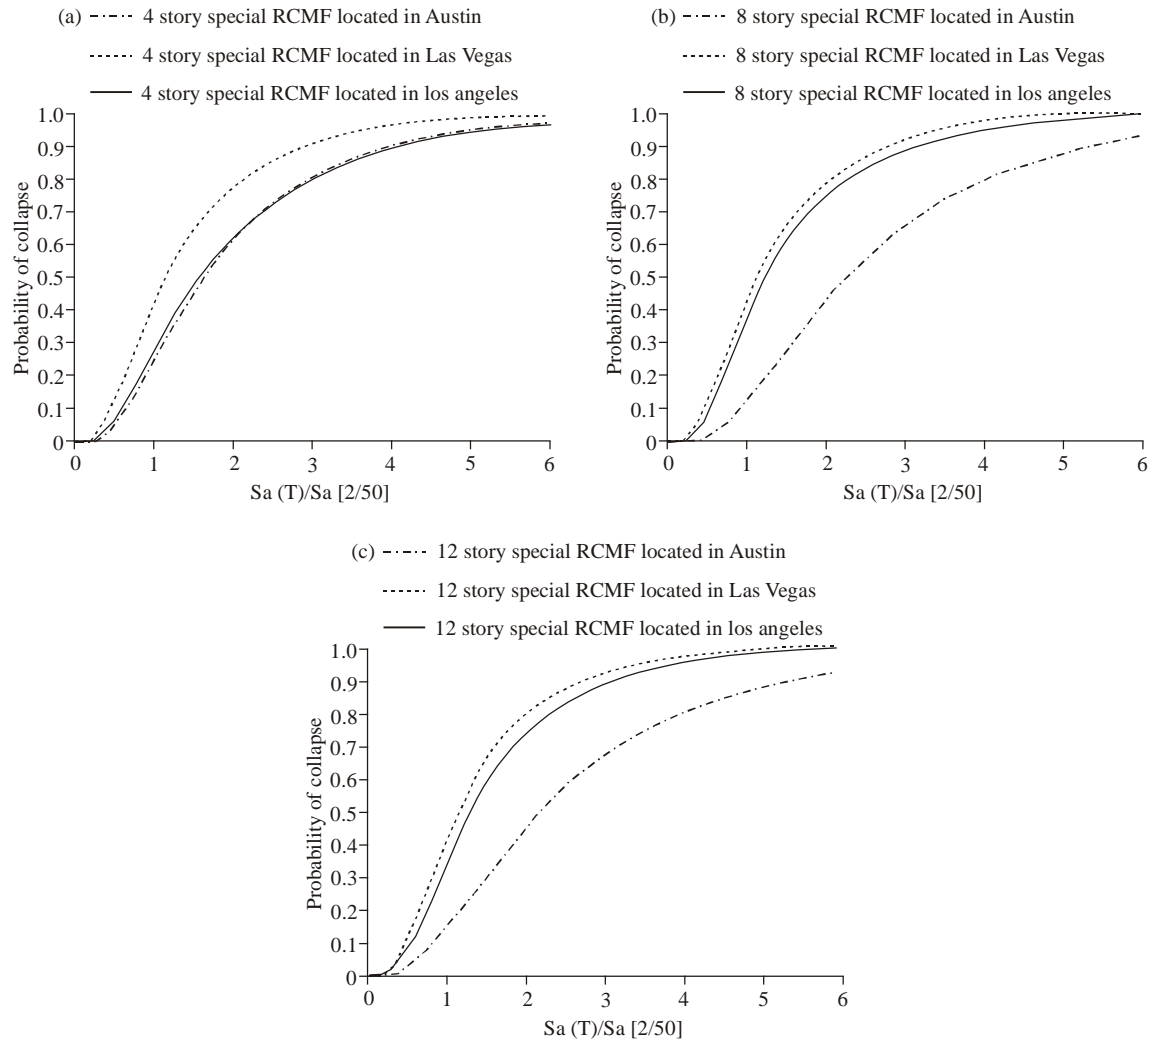 (a) 4 story special RCMF located in Austin
4 story special RCMF located in Las Vegas
4 story special RCMF located in los angeles
1.0
0.9
0.8
0.7
0.6
0.5
0.4
0.3
0.2
0.1
0
Probability of collapse
0 1 2 3 4 5 6
Sa (T)/Sa [2/50]
(b) 8 story special RCMF located in Austin
8 story special RCMF located in Las Vegas
8 story special RCMF located in los angeles
1.0
0.9
0.8
0.7
0.6
0.5
0.4
0.3
0.2
0.1
0
Probability of collapse
0 1 2 3 4 5 6
Sa (T)/Sa [2/50]
(c) 12 story special RCMF located in Austin
12 story special RCMF located in Las Vegas
12 story special RCMF located in los angeles
1.0
0.9
0.8
0.7
0.6
0.5
0.4
0.3
0.2
0.1
0
Probability of collapse
0 1 2 3 4 5 6
Sa (T)/Sa [2/50]